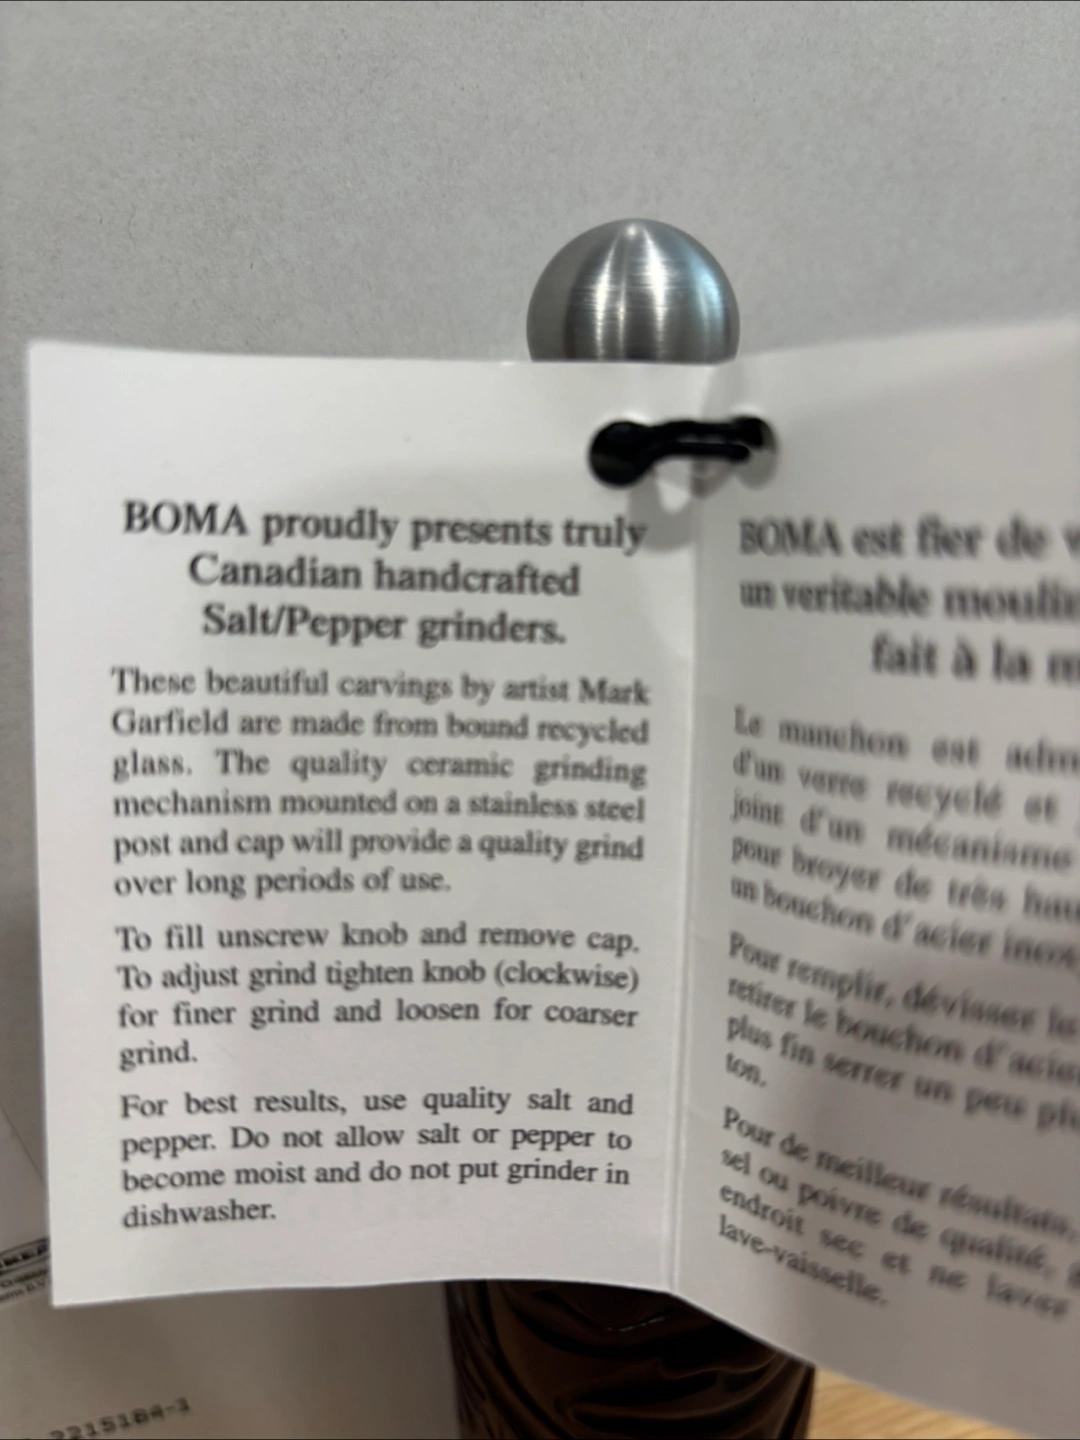 BOMA proudly presents truly
Canadian handcrafted
Salt/Pepper grinders.
These beautiful carvings by artist Mark
Garfield are made from bound recycled
glass. The quality ceramic grinding
mechanism mounted on a stainless steel
post and cap will provide a quality grind
over long periods of use.
To fill unscrew knob and remove cap.
To adjust grind tighten knob (clockwise)
for finer grind and loosen for coarser
grind.
For best results, use quality salt and
pepper. Do not allow salt or pepper to
become moist and do not put grinder in
dishwasher.
BOMA est fier de
un veritable
fait à la
Le manchon est
d'un verre recyclé et
joint d'un mécanisme
pour broyer de très
un bouchon d'acier
Pour remplir, dévisser
retirer le bouchon
plus fin serrer un peu
ton.
Pour de meilleur résultats,
sel ou poivre de qualité,
endroit sec et ne laver
lave-vaisselle.
2215184-1